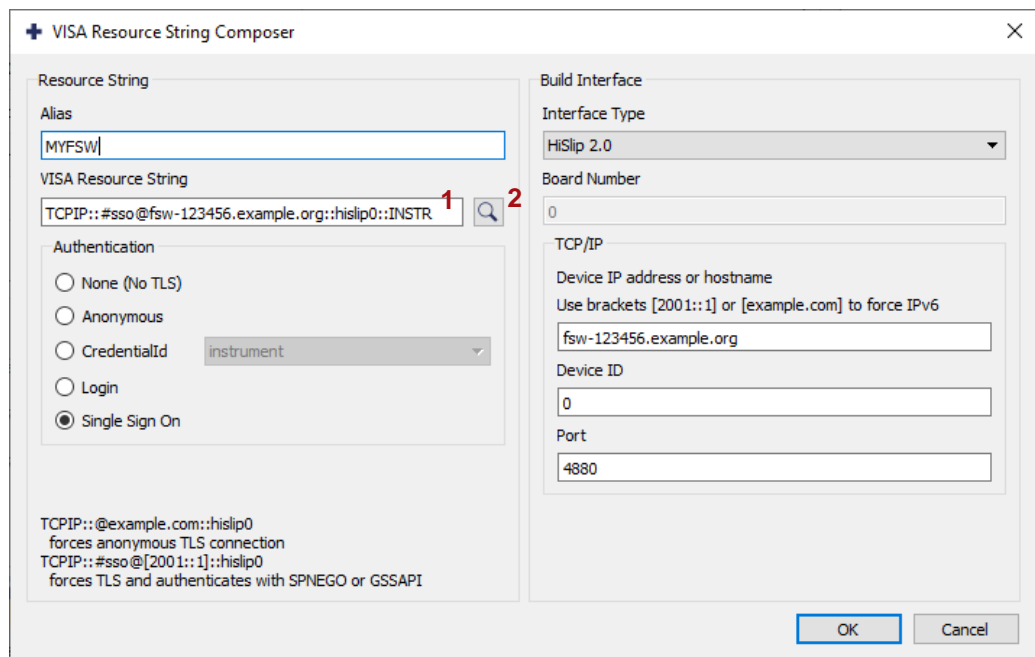 VISA Resource String Composer
Resource String
Alias
MYFSW
VISA Resource String
TCPIP::#sso@fsw-123456.example.org::hislip0::INSTR
1
2
Authentication
None (No TLS)
Anonymous
CredentialId instrument
Login
Single Sign On
TCPIP::@example.com::hislip0
forces anonymous TLS connection
TCPIP::#sso@[2001::1]::hislip0
forces TLS and authenticates with SPNEGO or GSSAPI
Build Interface
Interface Type
HiSlip 2.0
Board Number
0
TCP/IP
Device IP address or hostname
Use brackets [2001::1] or [example.com] to force IPv6
fsw-123456.example.org
Device ID
0
Port
4880
OK Cancel